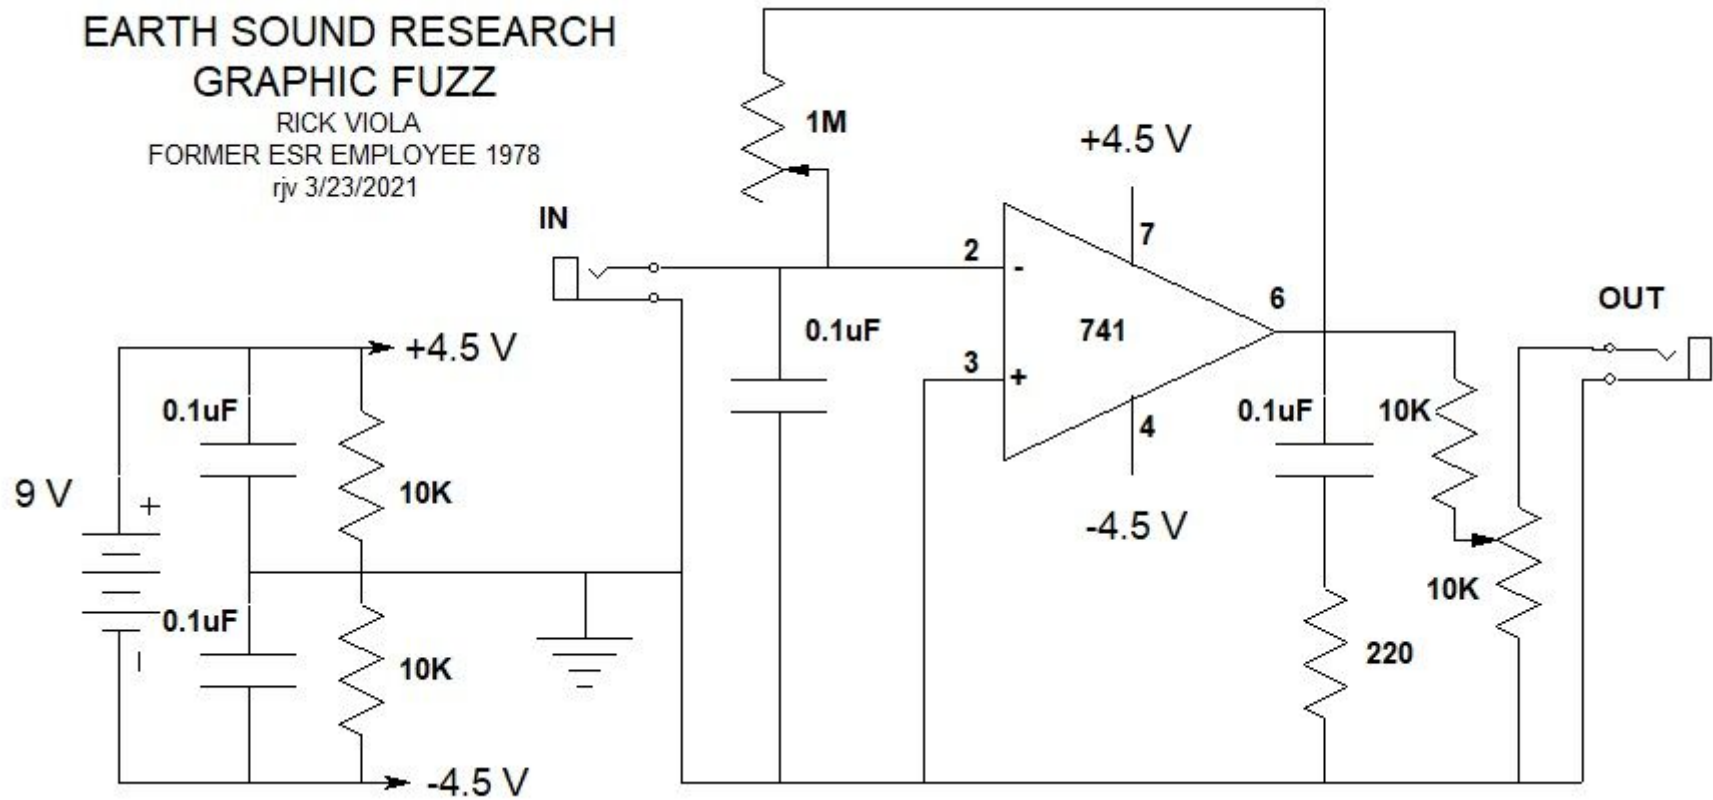 EARTH SOUND RESEARCH
GRAPHIC FUZZ
RICK VIOLA
FORMER ESR EMPLOYEE 1978
rjv 3/23/2021
1M
+4.5 V
IN
2
7
-
6
OUT
0.1uF
741
3
+
+4.5 V
0.1uF
4
0.1uF
10K
9 V
+
10K
-4.5 V
10K
0.1uF
220
-
10K
-4.5 V